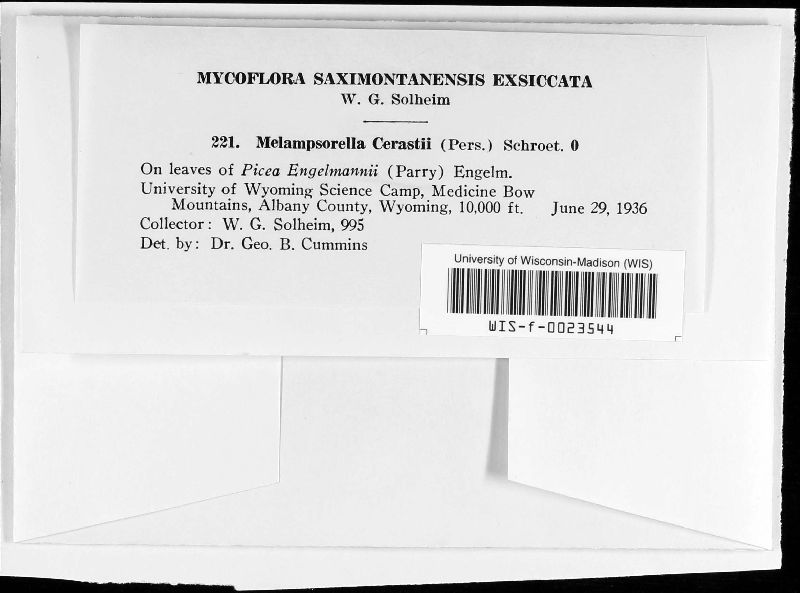 MYCOFLORA SAXIMONTANENSIS EXSICCATA
W. G. Solheim
221. Melampsorella Cerastii (Pers.) Schroet. 0
On leaves of Picea Engelmannii (Parry) Engelm.
University of Wyoming Science Camp, Medicine Bow
Mountains, Albany County, Wyoming, 10,000 ft. June 29, 1936
Collector: W. G. Solheim, 995
Det. by: Dr. Geo. B. Cummins
University of Wisconsin-Madison (WIS)
WIS-f-0023544